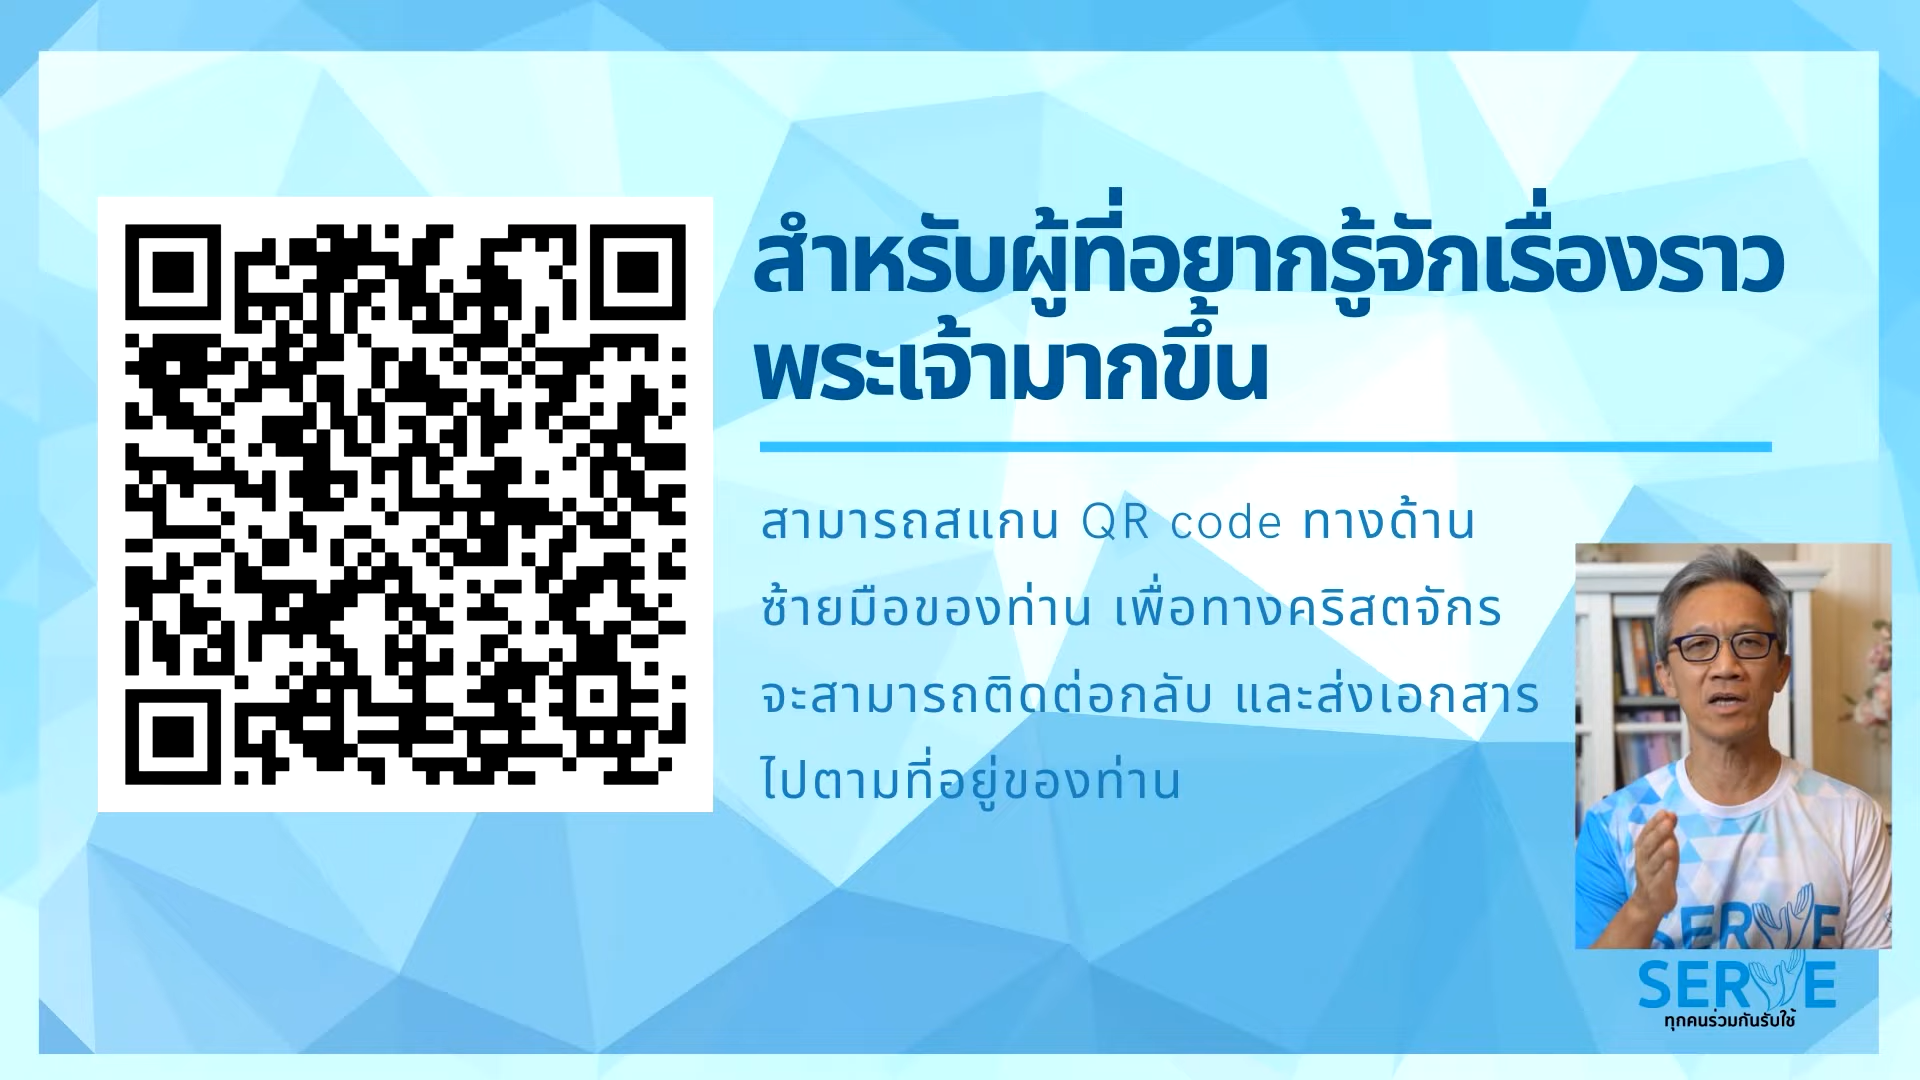 สำหรับผู้ที่อยากรู้จักเรื่องราว
พระเจ้ามากขึ้น
สามารถสแกน QR code ทางด้าน
ซ้ายมือของท่าน เพื่อทางคริสตจักร
จะสามารถติดต่อกลับ และส่งเอกสาร
ไปตามที่อยู่ของท่าน
SERVE
SERVE
ทุกคนร่วมกันรับใช้